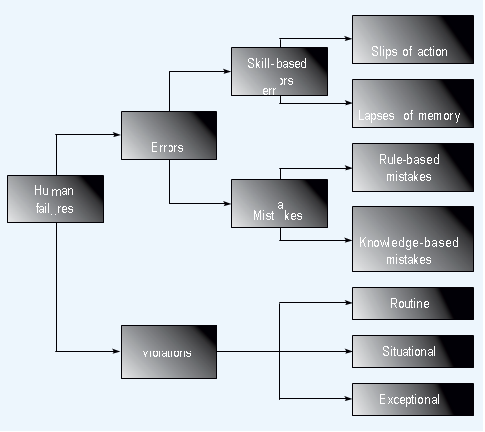 Slips of action
Skill-based
errors
Lapses of memory
Errors
Rule-based
mistakes
Human
failures
Mistakes
Knowledge-based
mistakes
Routine
Violations
Situational
Exceptional